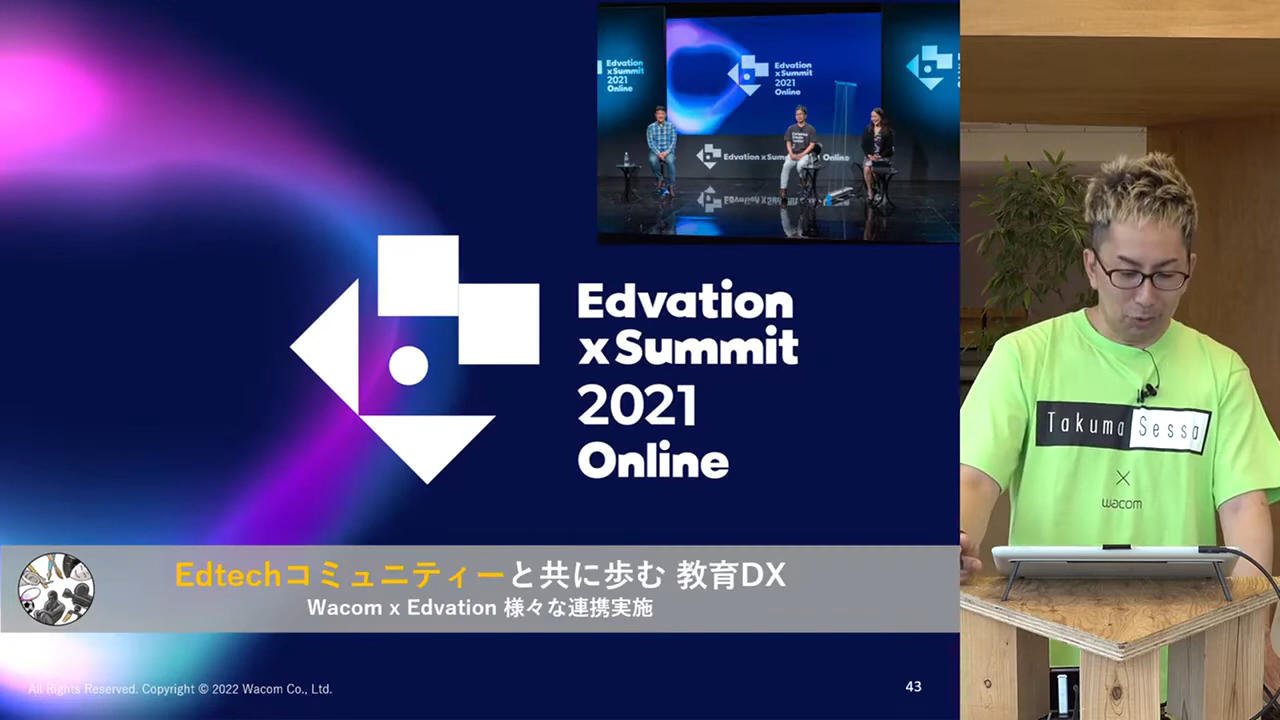 Edvation
x Summit
2021
Online
Edvation
x Summit
2021
Online
Edvation x Summ
Online
Edvation
x Summit
2021
Online
Edtechコミュニティーと共に歩む 教育DX
Wacom x Edvation 様々な連携実施
All Rights Reserved. Copyright © 2022 Wacom Co., Ltd.
43
Takuma Sessa
×
wacom